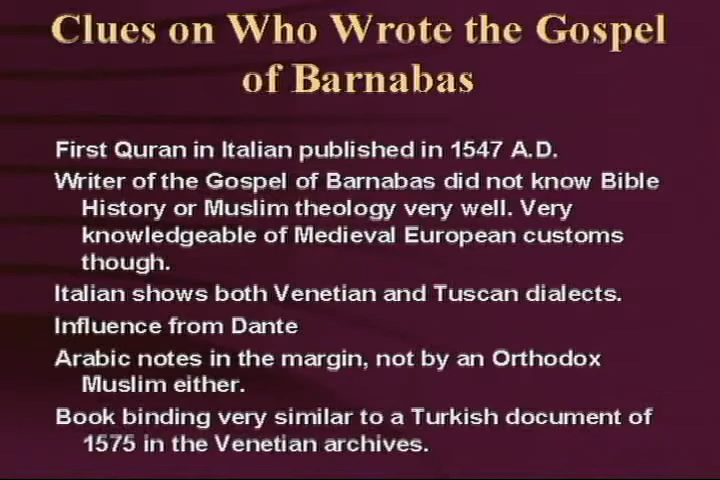 Clues on Who Wrote the Gospel
of Barnabas
First Quran in Italian published in 1547 A.D.
Writer of the Gospel of Barnabas did not know Bible
History or Muslim theology very well. Very
knowledgeable of Medieval European customs
though.
Italian shows both Venetian and Tuscan dialects.
Influence from Dante
Arabic notes in the margin, not by an Orthodox
Muslim either.
Book binding very similar to a Turkish document of
1575 in the Venetian archives.